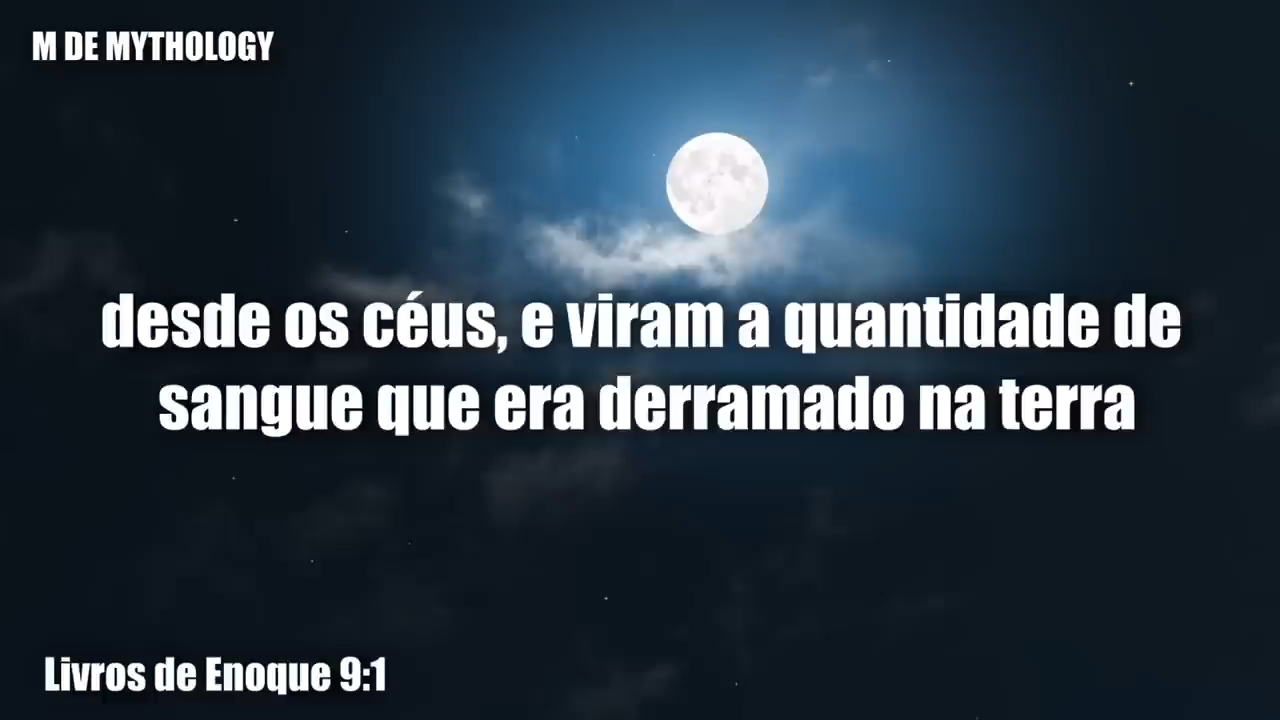 M DE MYTHOLOGY
desde os céus, e viram a quantidade de
sangue que era derramado na terra
Livros de Enoque 9:1